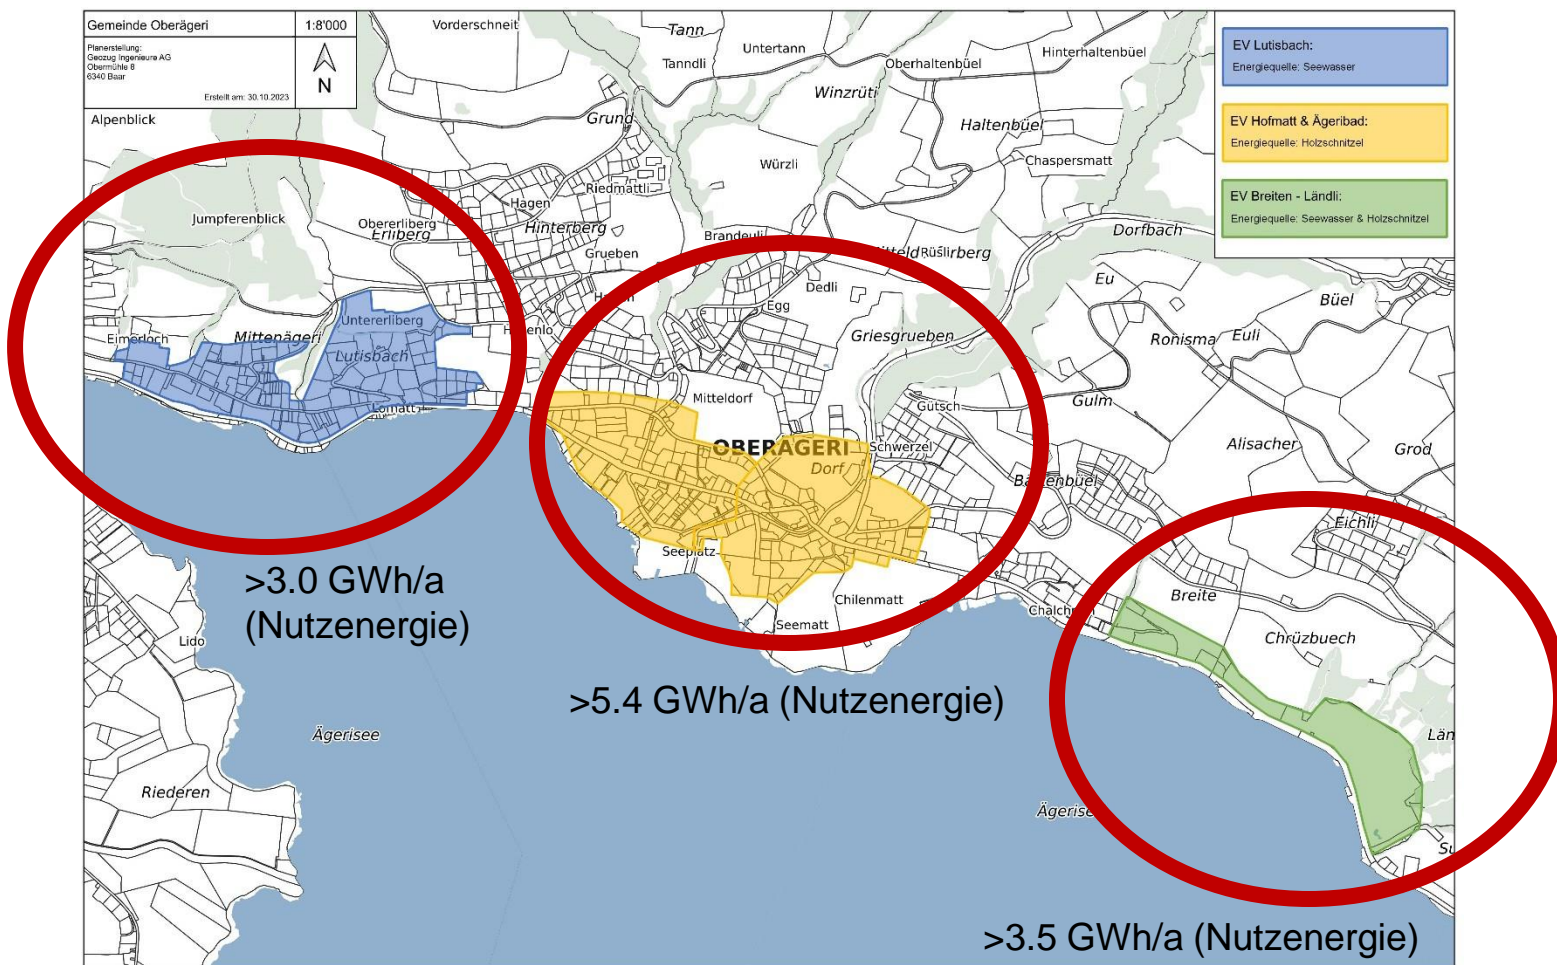 Gemeinde Oberägeri
1:8'000
Planerstellung:
Geozug Ingenieure AG
Obermühle 8
6340 Baar
Erstellt am: 30.10.2023
N
EV Lutisbach:
Energiequelle: Seewasser
EV Hofmatt & Ägeribad:
Energiequelle: Holzschnitzel
EV Breiten - Ländli:
Energiequelle: Seewasser & Holzschnitzel
Vorderschneit
Tann
Untertann
Tanndli
Oberhaltenbüel
Hinterhaltenbüel
Winzrüti
Alpenblick
Grund
Haltenbüel
Würzli
Chaspersmatt
Riedmattli
Hagen
Jumpferenblick
Obererliberg
Erliberg
Hinterberg
Brandeuli
Dorfbach
Grueben
Rüslirberg
Eu
Dedli
Büel
Egg
Untererliberg
Eimerloch
Mittenägeri
Griesgrueben
Ronisma
Euli
Lutisbach
Mitteldorf
Gulm
Gütsch
Lomatt
OBERÄGERI
Schwerzel
Alisacher
Grod
Dorf
Eichli
Seeplatz
>3.0 GWh/a
(Nutzenergie)
Chilenmatt
Breite
Seematt
Lido
Chrüzbuech
>5.4 GWh/a (Nutzenergie)
Ägerisee
Län
Riederen
Ägerise
Su
>3.5 GWh/a (Nutzenergie)